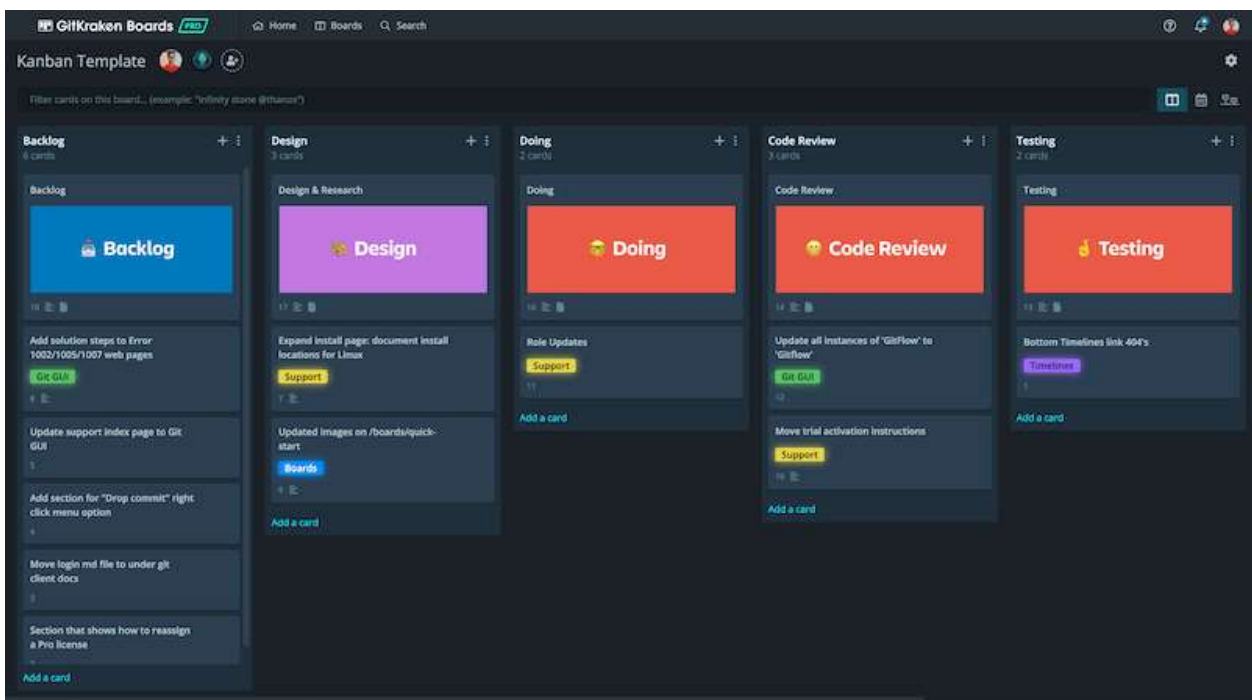 GitKraken Boards PRO
Home Boards Search
Kanban Template
Filter cards on this board... (example: "infinity stone @thanos")
Backlog
6 cards
Backlog
Backlog
Add solution steps to Error
1002/1005/1007 web pages
Git GUI
Update support index page to Git
GUI
Add section for "Drop commit" right
click menu option
Move login md file to under git
client docs
Section that shows how to reassign
a Pro license
Add a card
Design
3 cards
Design & Research
Design
17
Expand install page: document install
locations for Linux
Support
7
Updated images on /boards/quick-
start
Boards
Add a card
Doing
2 cards
Doing
Doing
Role Updates
Support
11
Add a card
Code Review
3 cards
Code Review
Code Review
14
Update all instances of 'GitFlow' to
'Gitflow'
Git GUI
12
Move trial activation instructions
Support
Add a card
Testing
2 cards
Testing
Testing
Bottom Timelines link 404's
Timelines
Add a card